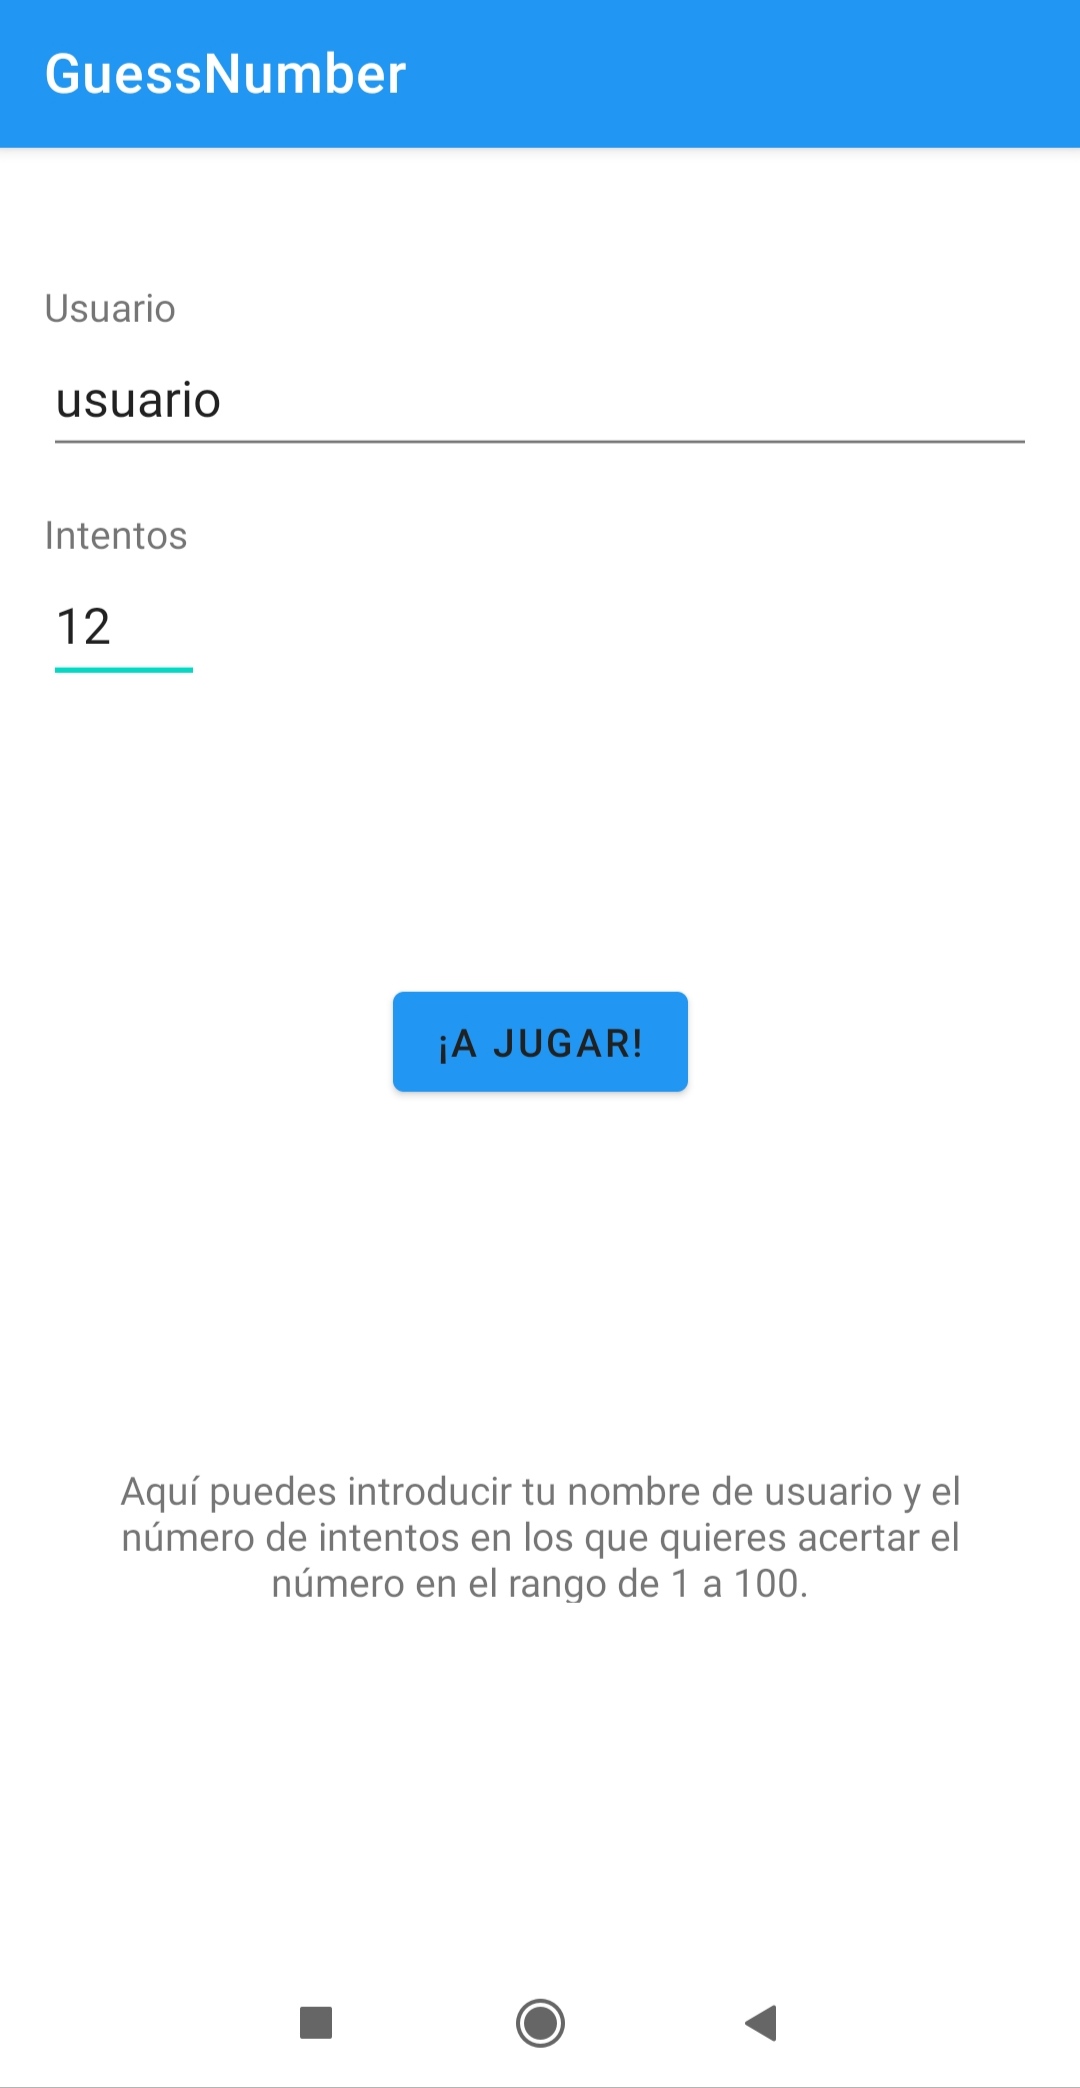 GuessNumber
Usuario
usuario
Intentos
12
¡A JUGAR!
Aquí puedes introducir tu nombre de usuario y el
número de intentos en los que quieres acertar el
número en el rango de 1 a 100.